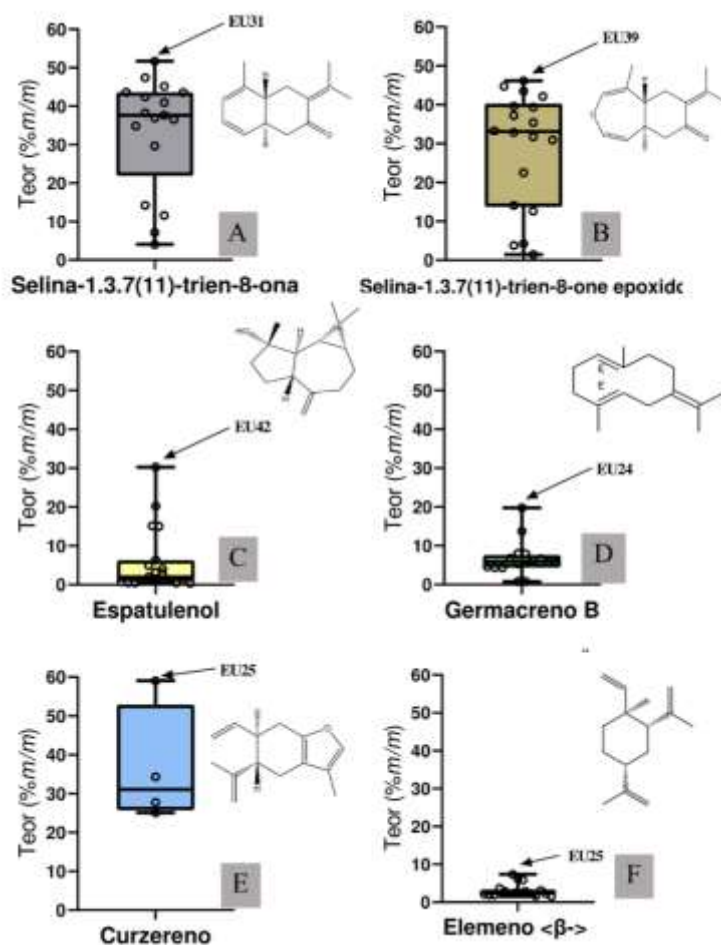 EU31
60
50
40
30
20
10
0
Teor (%m/m)
A
Selina-1.3.7(11)-trien-8-ona
EU39
60
50
40
30
20
10
0
Teor (%m/m)
B
Selina-1.3.7(11)-trien-8-one epoxido
EU42
60
50
40
30
20
10
0
Teor (%m/m)
C
Espatulenol
EU24
60
50
40
30
20
10
0
Teor (%m/m)
E
E
D
Germacreno B
EU25
60
50
40
30
20
10
0
Teor (%m/m)
E
Curzereno
EU25
60
50
40
30
20
10
0
Teor (%m/m)
F
Elemeno <β->